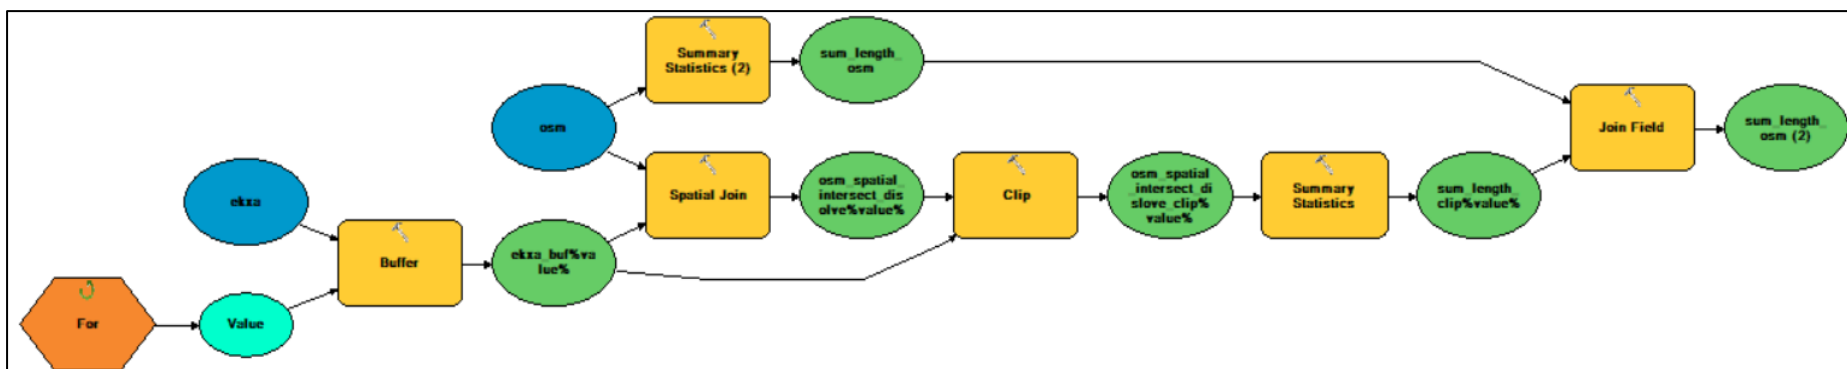 Summary
Statistics (2)
sum_length_
osm
osm
Join Field
sum_length_
osm (2)
ekxa
Spatial Join
osm_spatial_
intersect_dis
olve%value%
Clip
osm_spatial
_intersect_di
slove_clip%
value%
Summary
Statistics
sum_length_
clip%value%
Buffer
ekxa_buf%va
lue%
For
Value